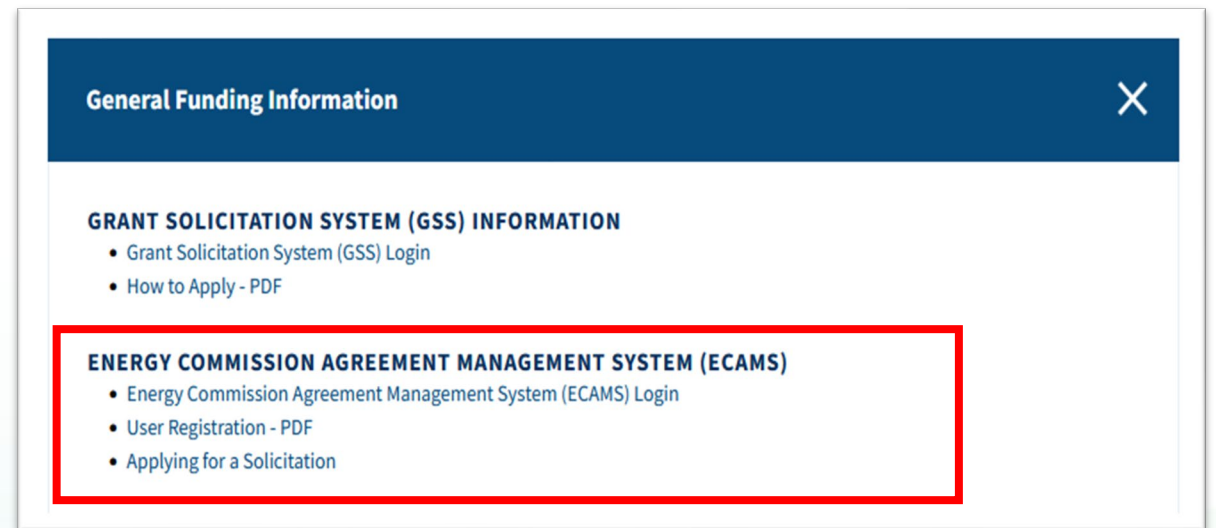 General Funding Information
GRANT SOLICITATION SYSTEM (GSS) INFORMATION
• Grant Solicitation System (GSS) Login
• How to Apply - PDF
ENERGY COMMISSION AGREEMENT MANAGEMENT SYSTEM (ECAMS)
• Energy Commission Agreement Management System (ECAMS) Login
• User Registration - PDF
• Applying for a Solicitation